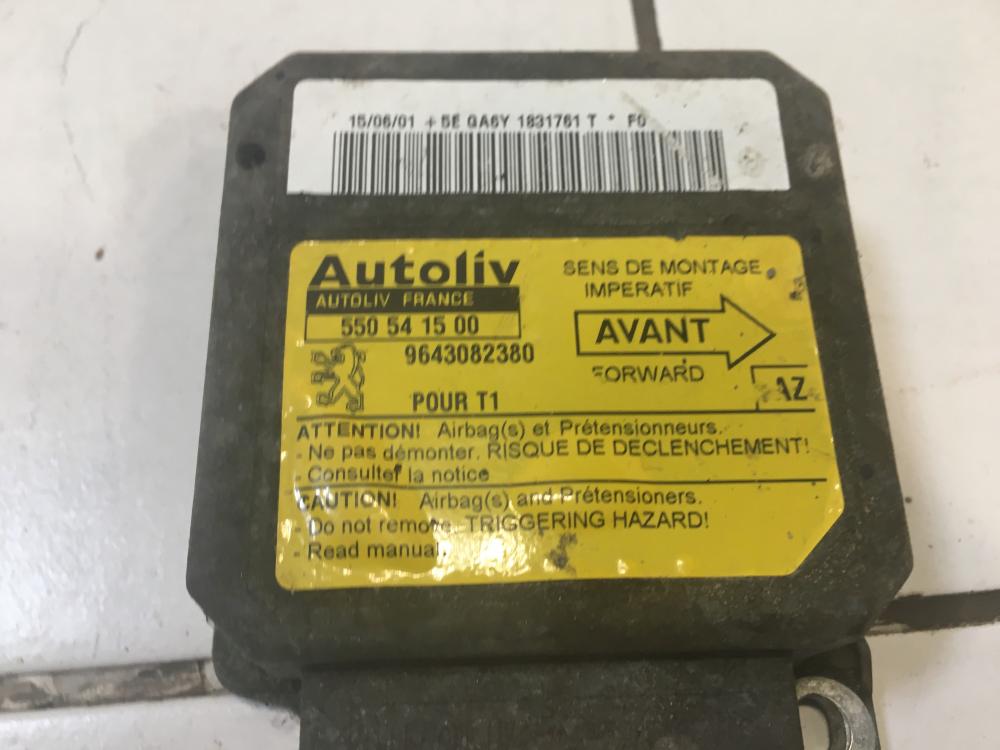 15/06/01 + 5E GA6Y 1831761 T * F0
Autoliv
AUTOLIV FRANCE
550 54 15 00
9643082380
POUR T1
SENS DE MONTAGE
IMPERATIF
AVANT
FORWARD
AZ
ATTENTION! Airbag(s) et Prétensionneurs.
- Ne pas démonter. RISQUE DE DECLENCHEMENT!
- Consulter la notice
CAUTION! Airbag(s) and Prétensioners.
- Do not remove. TRIGGERING HAZARD!
- Read manual.